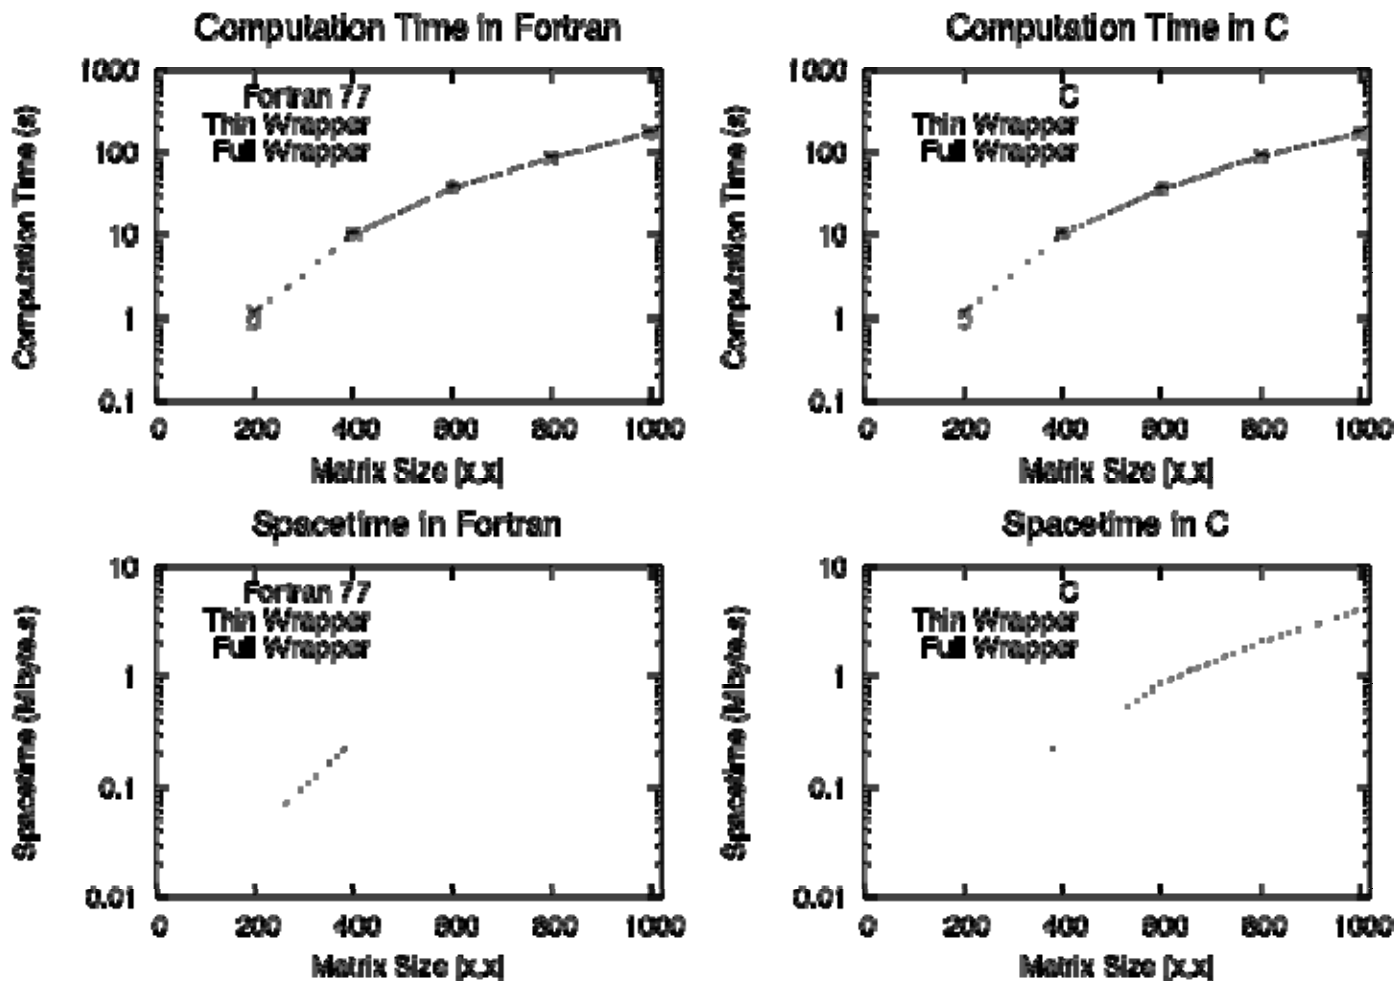 Computation Time in Fortran
Computation Time (s)
1000
100
10
1
0.1
Fortran 77
Thin Wrapper
Full Wrapper
0 200 400 600 800 1000
Matrix Size [x,x]
Computation Time in C
Computation Time (s)
1000
100
10
1
0.1
C
Thin Wrapper
Full Wrapper
0 200 400 600 800 1000
Matrix Size [x,x]
Spacetime in Fortran
Spacetime (Mbyte.s)
10
1
0.1
0.01
Fortran 77
Thin Wrapper
Full Wrapper
0 200 400 600 800 1000
Matrix Size [x,x]
Spacetime in C
Spacetime (Mbyte.s)
10
1
0.1
0.01
C
Thin Wrapper
Full Wrapper
0 200 400 600 800 1000
Matrix Size [x,x]